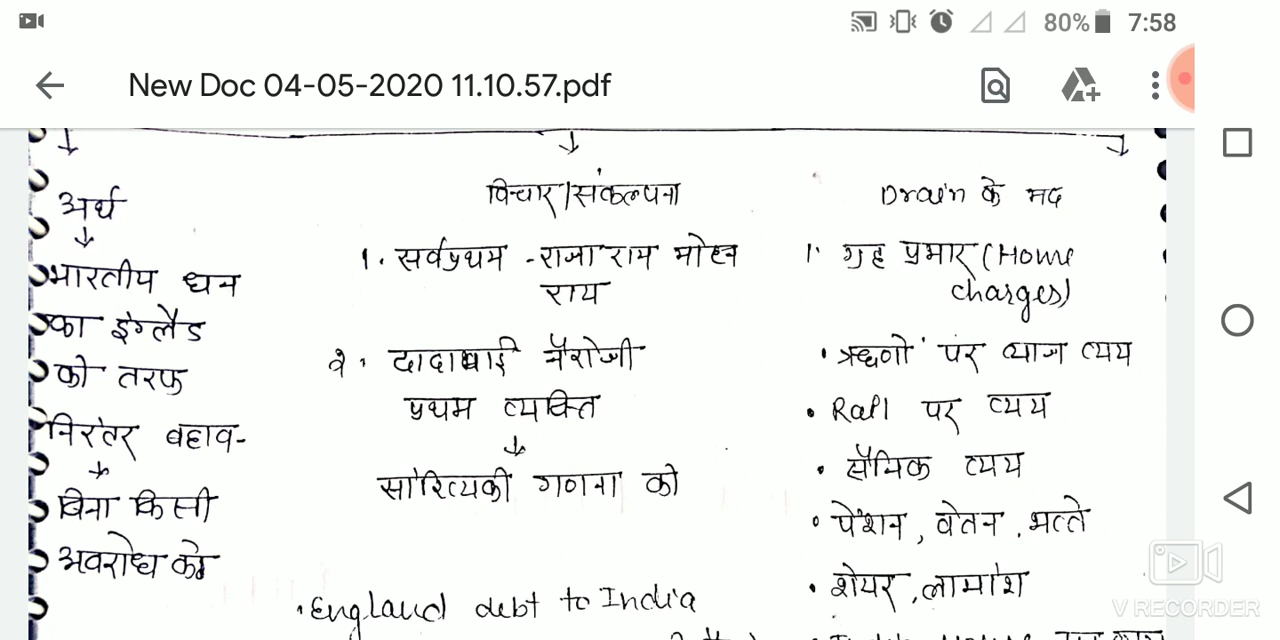 80% 7:58
New Doc 04-05-2020 11.10.57.pdf
अर्थ
भारतीय धन
का इंग्लैड
की तरफ
निरंतर बहाव-
बिना किसी
अवरोध के
विचार/संकल्पना
1. सर्वप्रथम - राजा राम मोहन
राय
2. दादाभाई नैरोजी
प्रथम व्यक्ति
गणना की
• England debt to India
Drain के मद
1. गृह प्रभार (Home
charges)
• ऋणों पर व्याज व्यय
• Rail पर व्यय
• सैनिक व्यय
• पेंशन, वेतन, भत्ते
• शेयर, लाभांश
V RECORDER